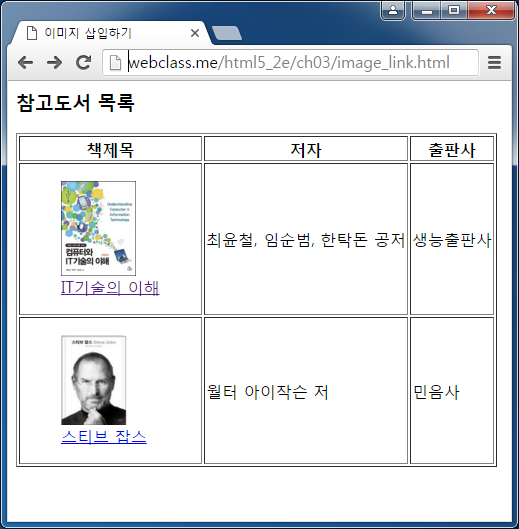 이미지 삽입하기
webclass.me/html5_2e/ch03/image_link.html
참고도서 목록
책제목 저자 출판사
Understanding
Computer &
Information
Technology
컴퓨터와
IT기술의 이해
IT기술의 이해
최윤철, 임순범, 한탁돈 공저
생능출판사
스티브 잡스 Steve Jobs
스티브 잡스
월터 아이작슨 저
민음사